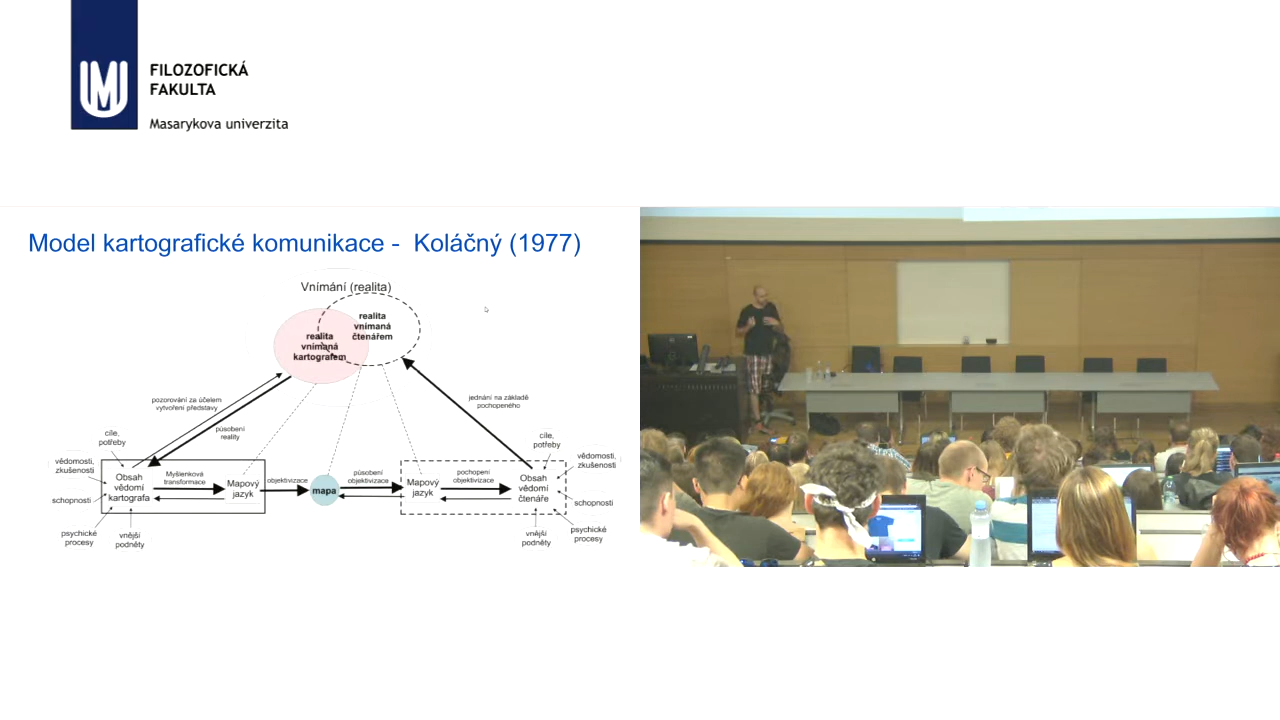 FILOZOFICKÁ
FAKULTA
Masarykova univerzita
Model kartografické komunikace - Koláčný (1977)
Vnímání (realita)
realita
vnímaná
čtenářem
realita
vnímaná
kartografem
pozorování za účelem
vytvoření představy
působení
reality
jednání na základě
pochopeného
cíle,
potřeby
vědomosti,
zkušenosti
schopnosti
psychické
procesy
vnější
podněty
Obsah
vědomí
kartografa
Myšlenková
transformace
Mapový
jazyk
objektivizace
mapa
působení
objektivizace
Mapový
jazyk
pochopení
objektivizace
Obsah
vědomí
čtenáře
cíle,
potřeby
vědomosti,
zkušenosti
schopnosti
psychické
procesy
vnější
podněty